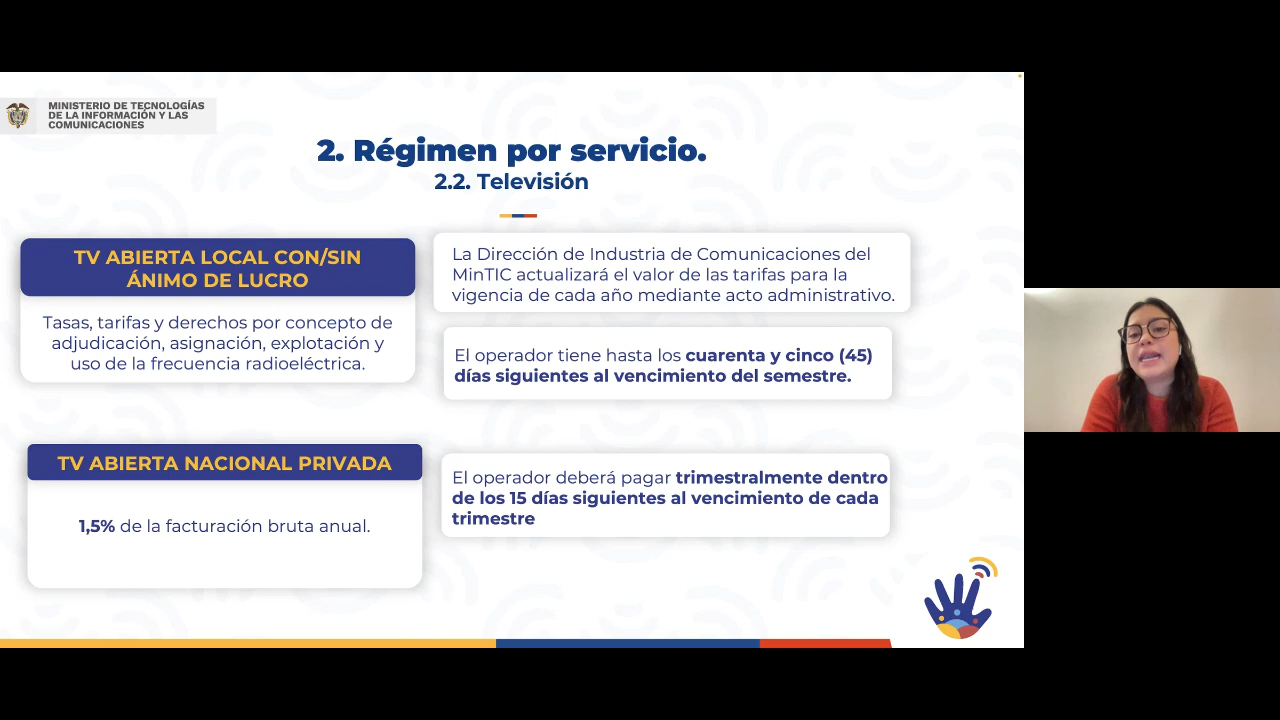 MINISTERIO DE TECNOLOGÍAS
DE LA INFORMACIÓN Y LAS
COMUNICACIONES
2. Régimen por servicio.
2.2. Televisión
TV ABIERTA LOCAL CON/SIN
ÁNIMO DE LUCRO
Tasas, tarifas y derechos por concepto de
adjudicación, asignación, explotación y
uso de la frecuencia radioeléctrica.
La Dirección de Industria de Comunicaciones del
MinTIC actualizará el valor de las tarifas para la
vigencia de cada año mediante acto administrativo.
El operador tiene hasta los cuarenta y cinco (45)
días siguientes al vencimiento del semestre.
TV ABIERTA NACIONAL PRIVADA
1,5% de la facturación bruta anual.
El operador deberá pagar trimestralmente dentro
de los 15 días siguientes al vencimiento de cada
trimestre